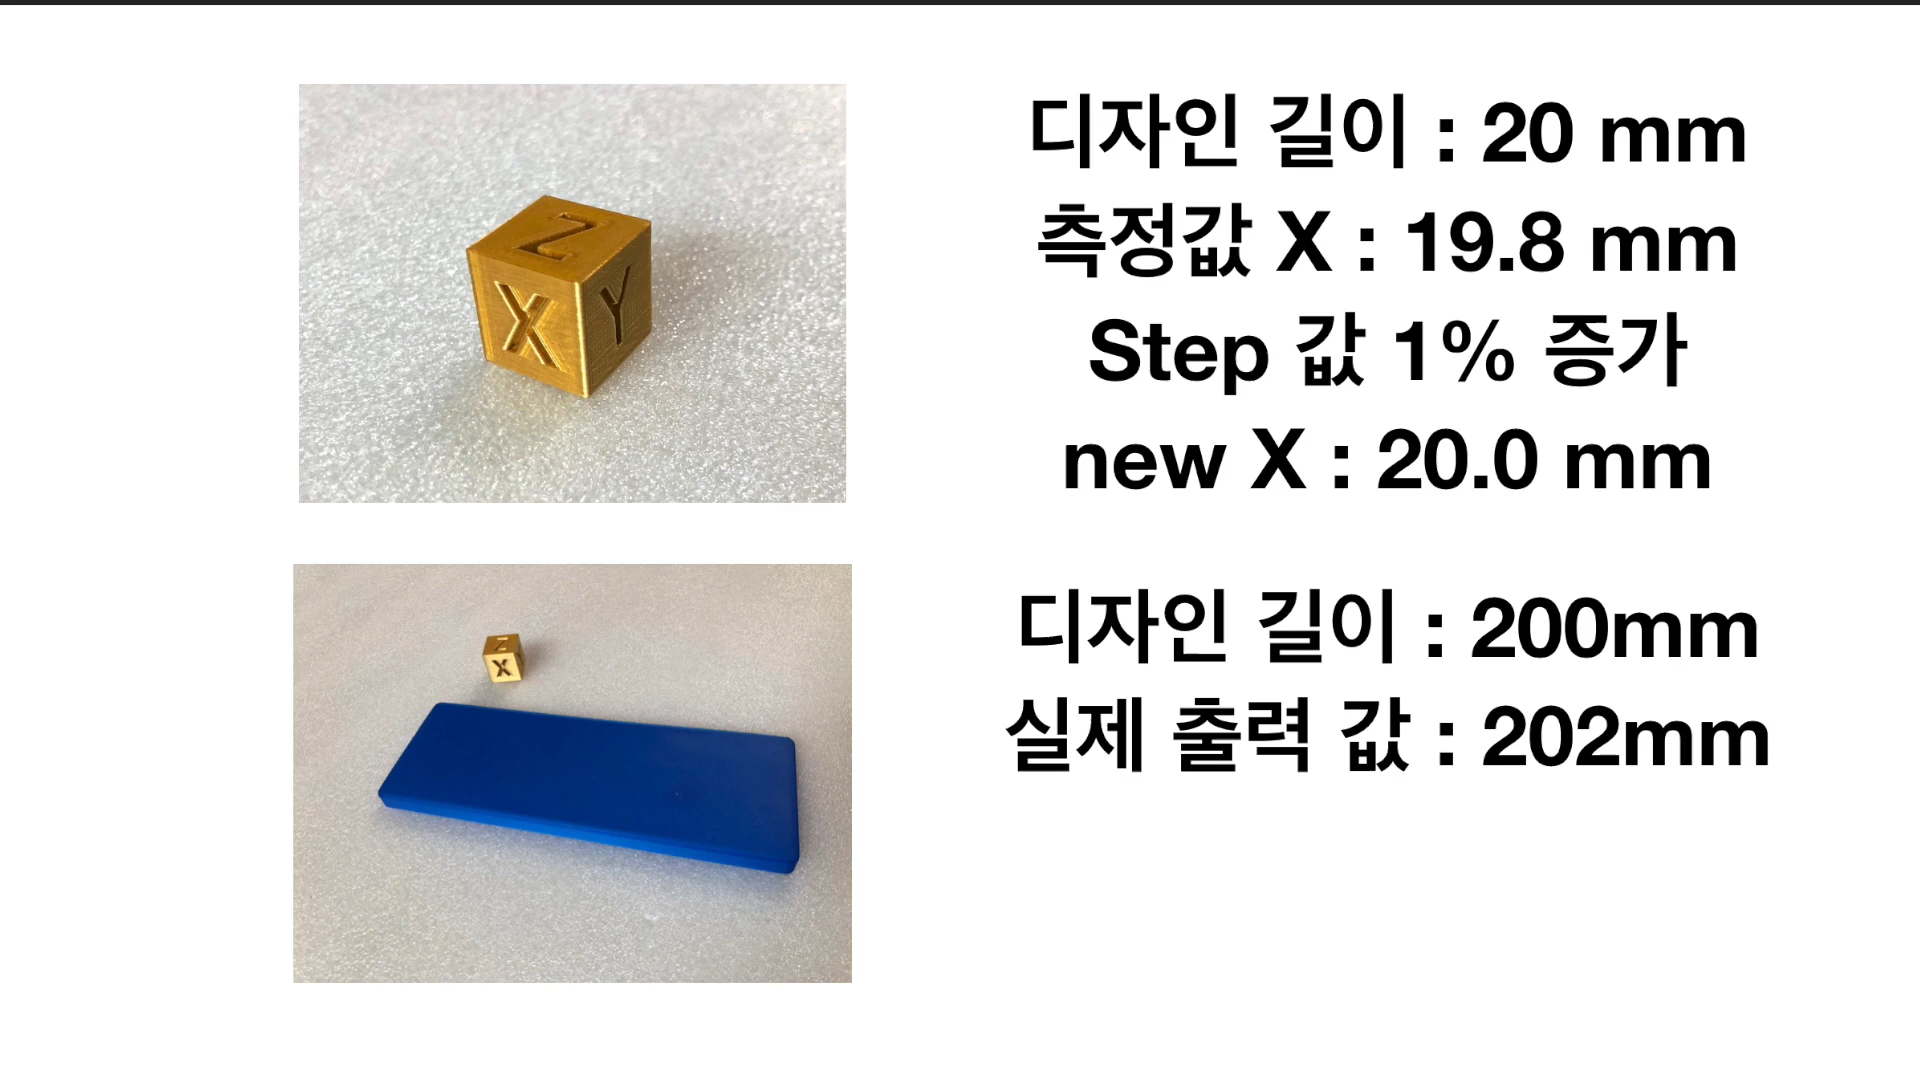 디자인 길이 : 20 mm
측정값 X : 19.8 mm
Step 값 1% 증가
new X : 20.0 mm
Z
X
Y
디자인 길이 : 200mm
실제 출력 값 : 202mm
Z
X